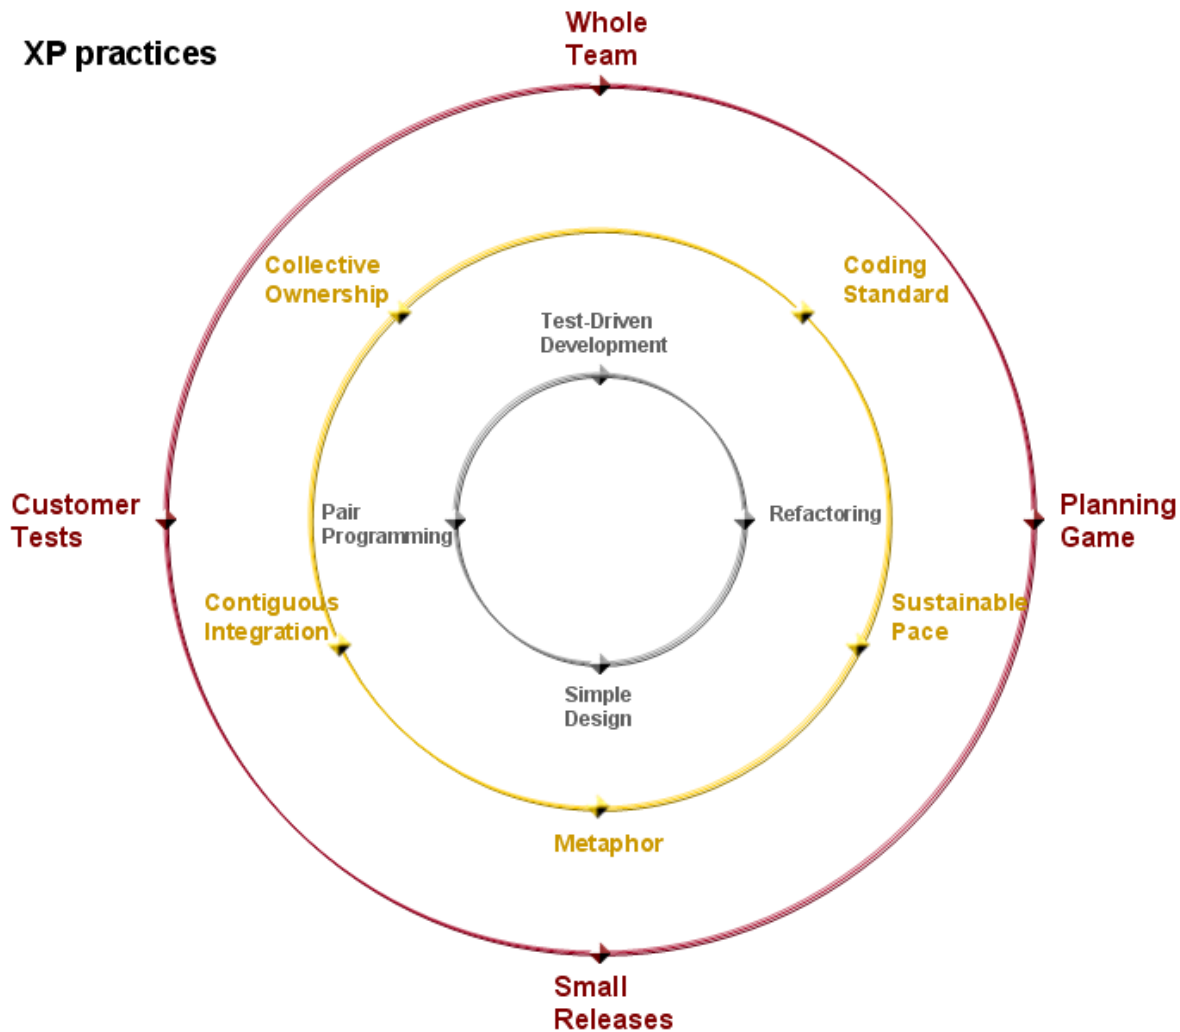 XP practices
Whole
Team
Collective
Ownership
Coding
Standard
Test-Driven
Development
Customer
Tests
Pair
Programming
Refactoring
Planning
Game
Contiguous
Integration
Sustainable
Pace
Simple
Design
Metaphor
Small
Releases